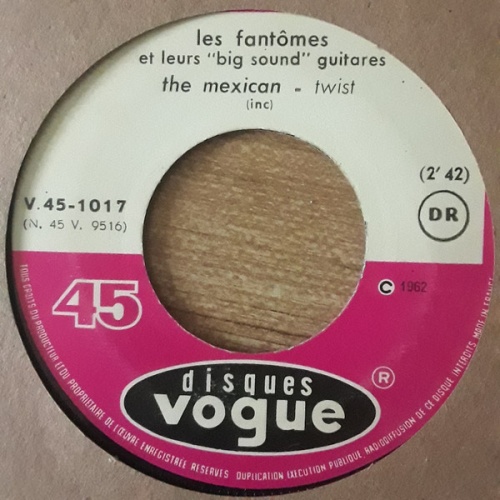 les fantômes
et leurs "big sound" guitares
the mexican - twist
(inc)
(2' 42)
V.45-1017
(N. 45 V. 9516)
DR
45
© 1962
disques
vogue
®
TOUS DROITS DU PRODUCTEUR ET DU PROPRIETAIRE DE L'ŒUVRE ENREGISTRÉE RESERVES DUPLICATION EXECUTION PUBLIQUE RADIODIFFUSION DE CE DISQUE INTERDITS MADE IN FRANCE